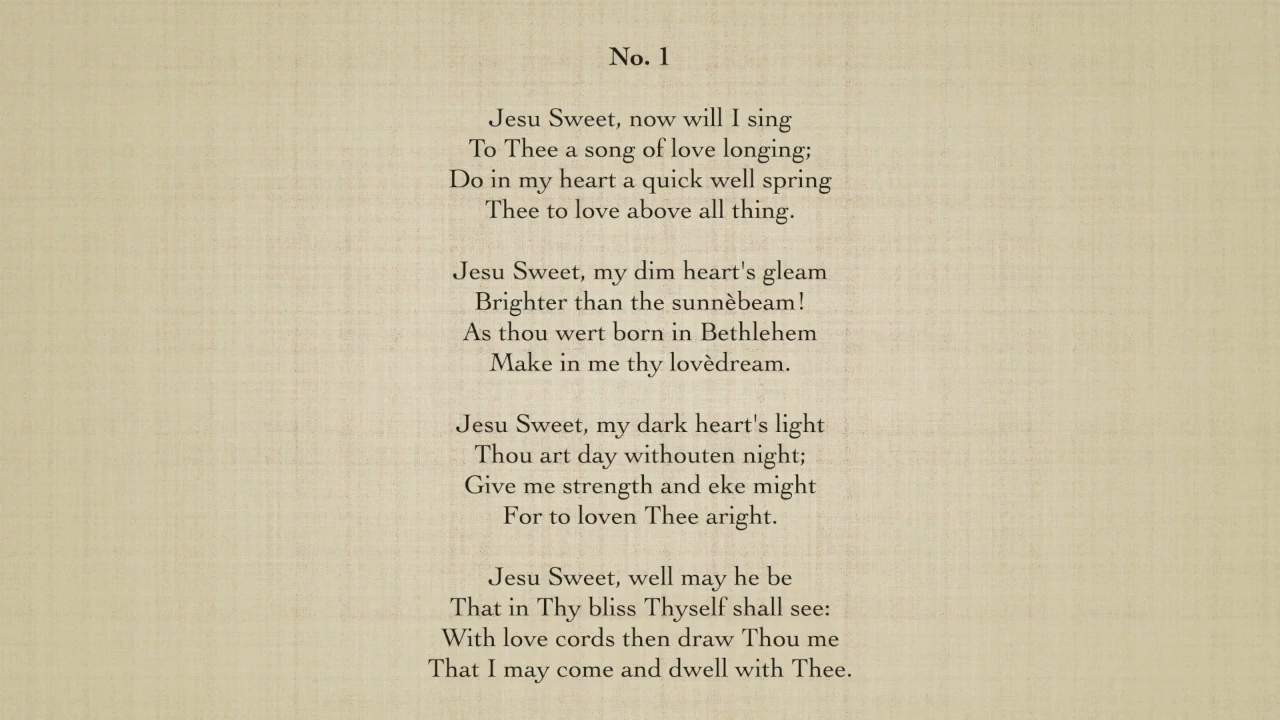 No. 1
Jesu Sweet, now will I sing
To Thee a song of love longing;
Do in my heart a quick well spring
Thee to love above all thing.
Jesu Sweet, my dim heart's gleam
Brighter than the sunnèbeam!
As thou wert born in Bethlehem
Make in me thy lovèdream.
Jesu Sweet, my dark heart's light
Thou art day withouten night;
Give me strength and eke might
For to loven Thee aright.
Jesu Sweet, well may he be
That in Thy bliss Thyself shall see:
With love cords then draw Thou me
That I may come and dwell with Thee.